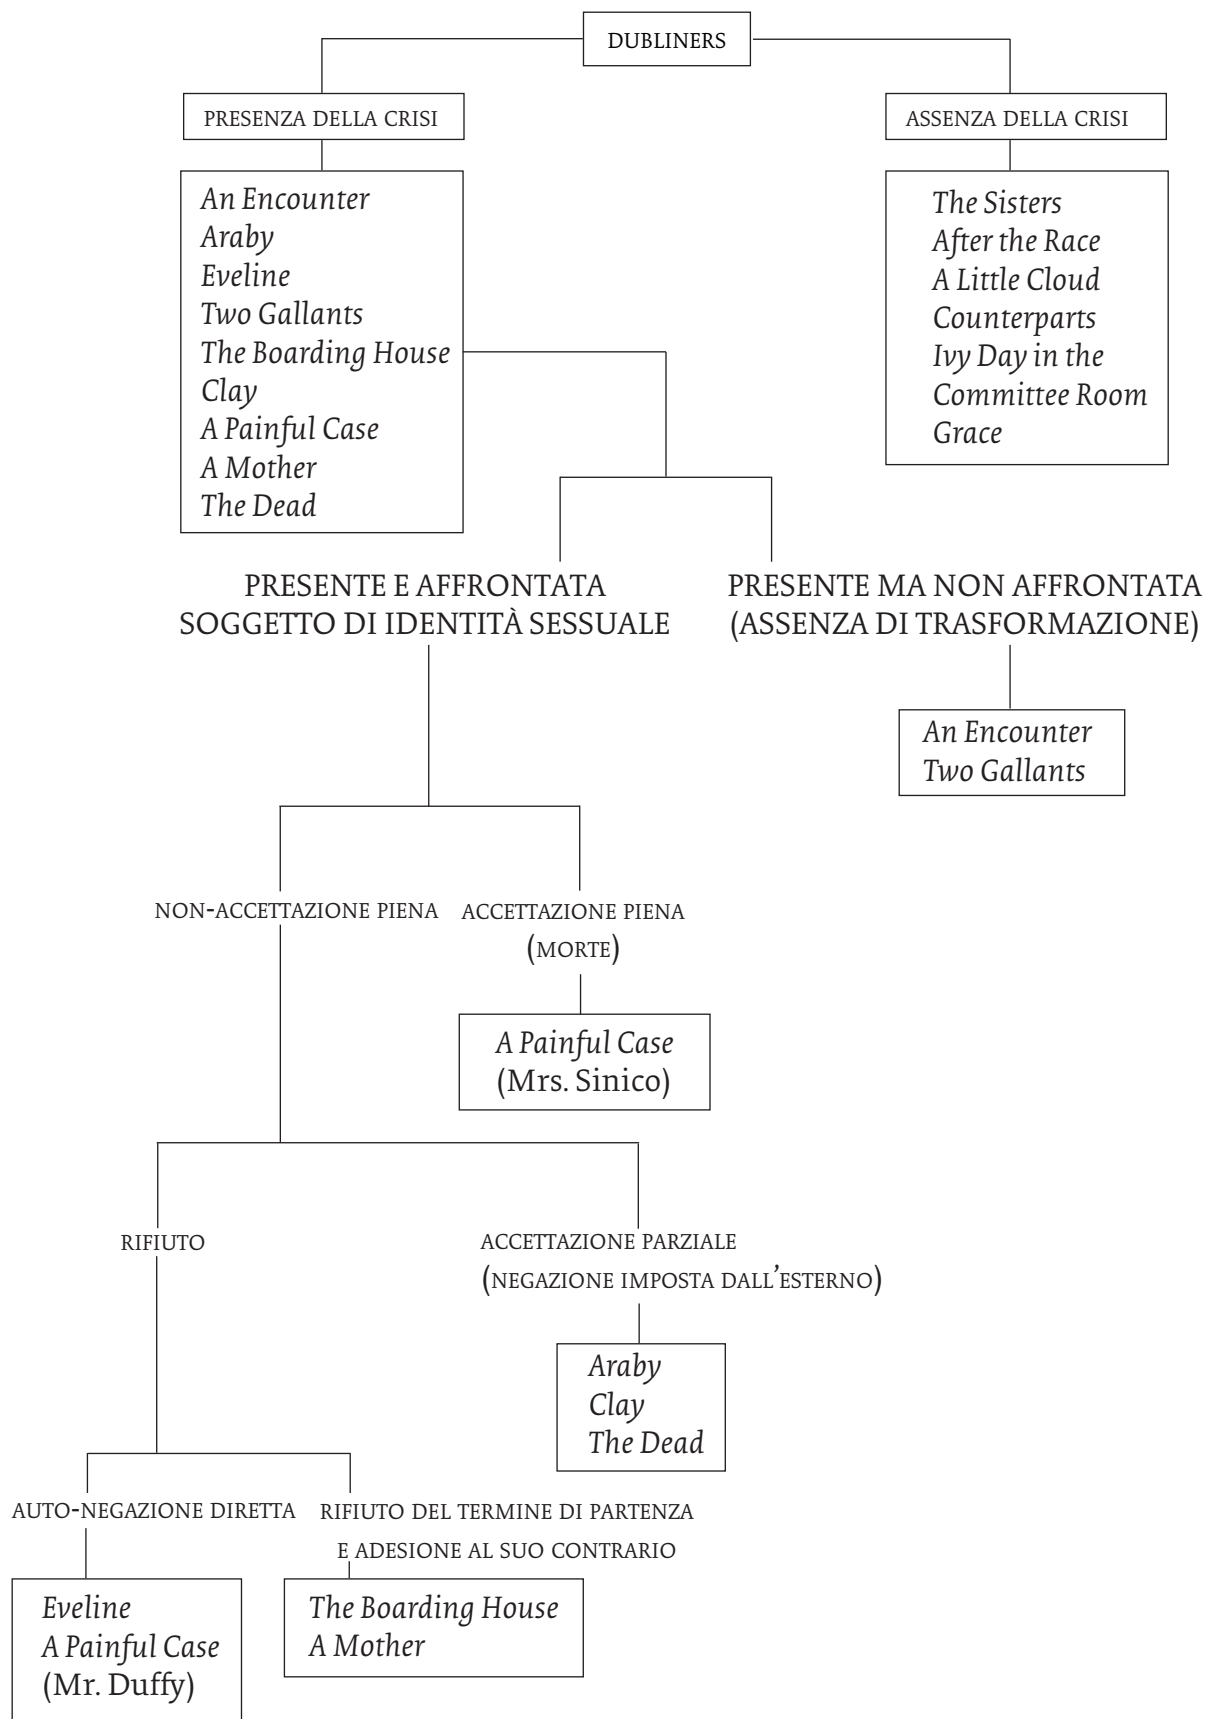 DUBLINERS
PRESENZA DELLA CRISI
ASSENZA DELLA CRISI
An Encounter
Araby
Eveline
Two Gallants
The Boarding House
Clay
A Painful Case
A Mother
The Dead
The Sisters
After the Race
A Little Cloud
Counterparts
Ivy Day in the
Committee Room
Grace
PRESENTE E AFFRONTATA
SOGGETTO DI IDENTITÀ SESSUALE
PRESENTE MA NON AFFRONTATA
(ASSENZA DI TRASFORMAZIONE)
An Encounter
Two Gallants
NON-ACCETTAZIONE PIENA
ACCETTAZIONE PIENA
(MORTE)
A Painful Case
(Mrs. Sinico)
RIFIUTO
ACCETTAZIONE PARZIALE
(NEGAZIONE IMPOSTA DALL'ESTERNO)
Araby
Clay
The Dead
AUTO-NEGAZIONE DIRETTA
RIFIUTO DEL TERMINE DI PARTENZA
E ADESIONE AL SUO CONTRARIO
Eveline
A Painful Case
(Mr. Duffy)
The Boarding House
A Mother